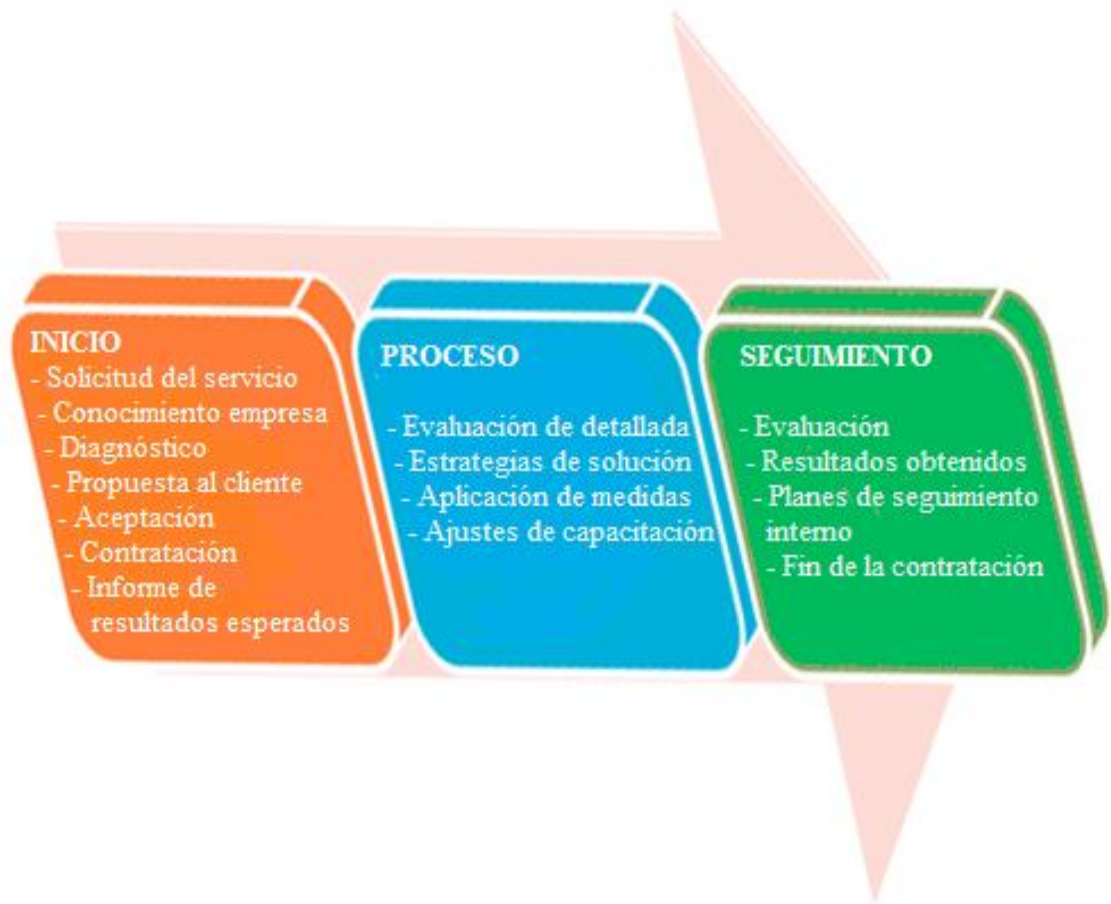 INICIO
- Solicitud del servicio
- Conocimiento empresa
- Diagnóstico
- Propuesta al cliente
- Aceptación
- Contratación
- Informe de
resultados esperados
PROCESO
- Evaluación de detallada
- Estrategias de solución
- Aplicación de medidas
- Ajustes de capacitación
SEGUIMIENTO
- Evaluación
- Resultados obtenidos
- Planes de seguimiento
interno
- Fin de la contratación